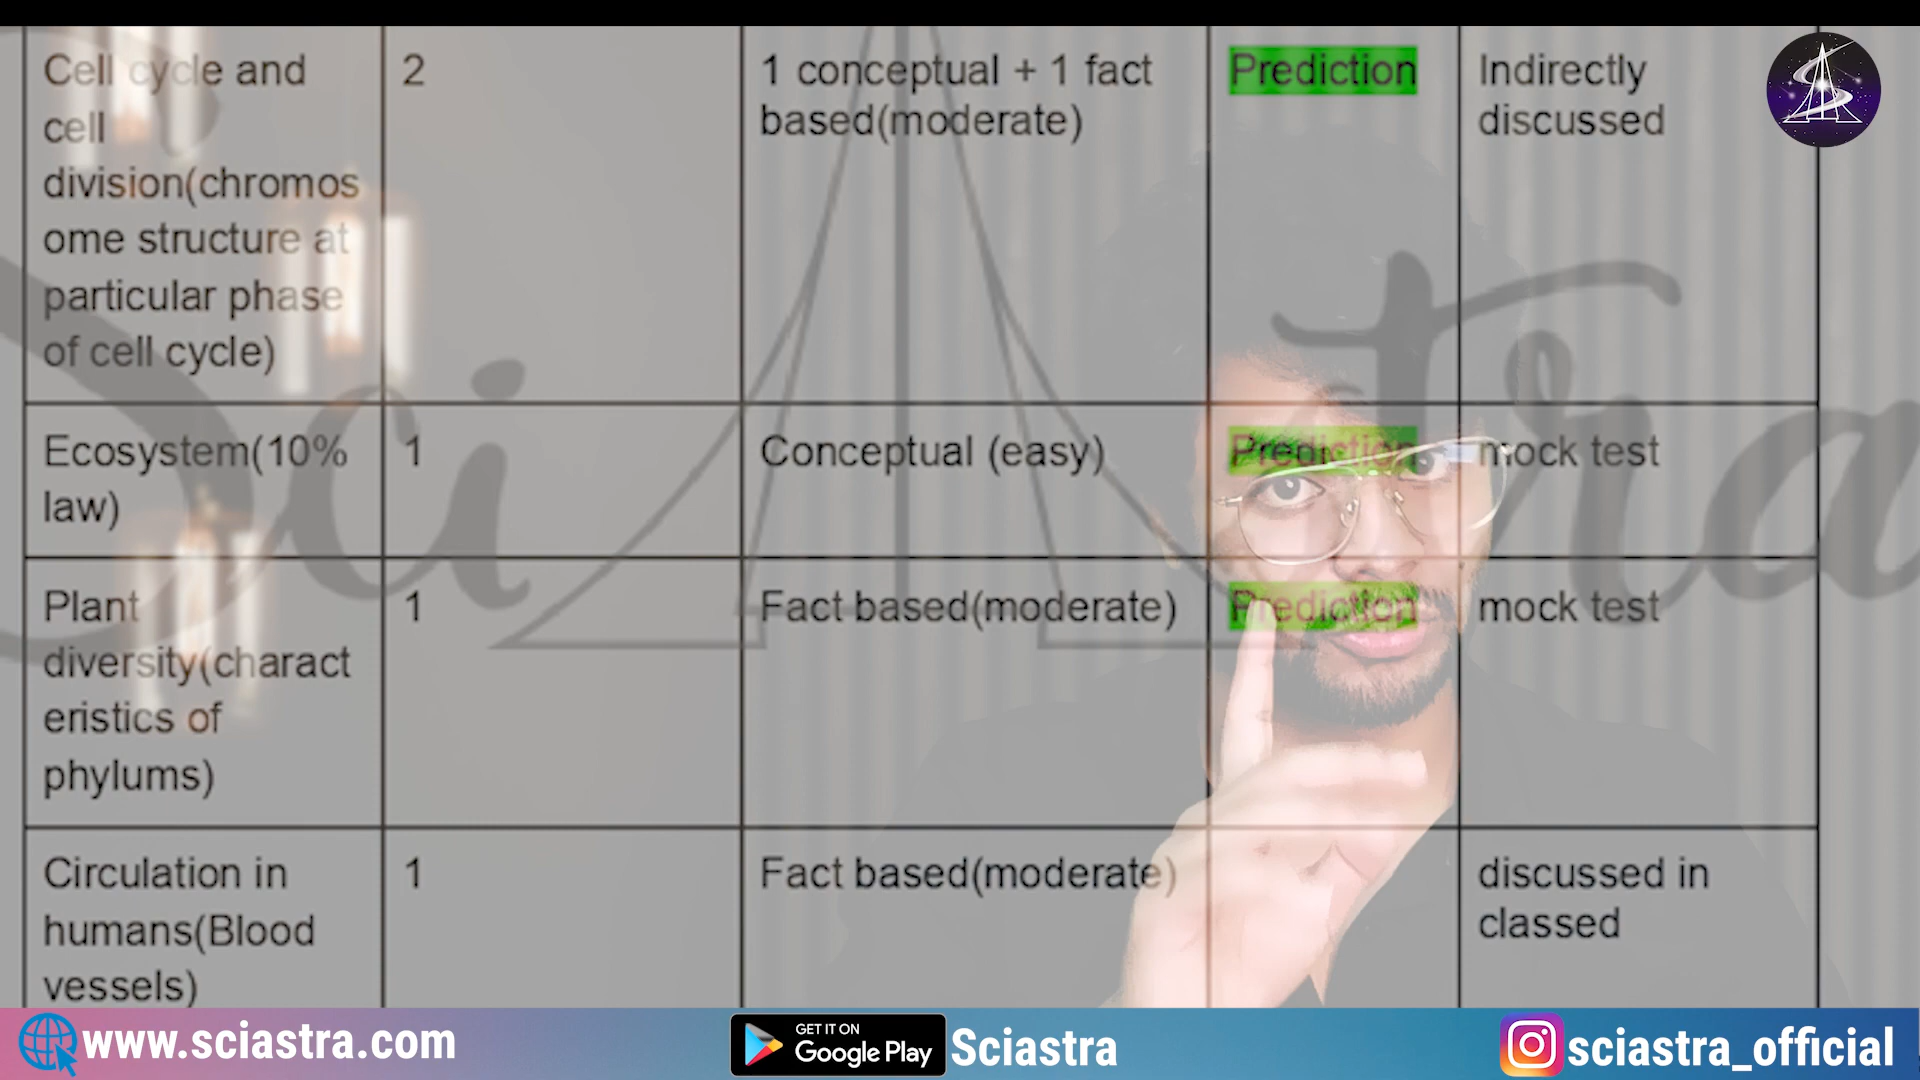 Cell cycle and
cell
division(chromos
ome structure at
particular phase
of cell cycle)
2
1 conceptual + 1 fact
based(moderate)
Prediction
Indirectly
discussed
Ecosystem(10%
law)
1
Conceptual (easy)
Prediction
mock test
Plant
diversity(charact
eristics of
phylums)
1
Fact based(moderate)
Prediction
mock test
Circulation in
humans(Blood
vessels)
1
Fact based(moderate)
discussed in
classed
SciAstra
www.sciastra.com
GET IT ON
Google Play
Sciastra
sciastra_official